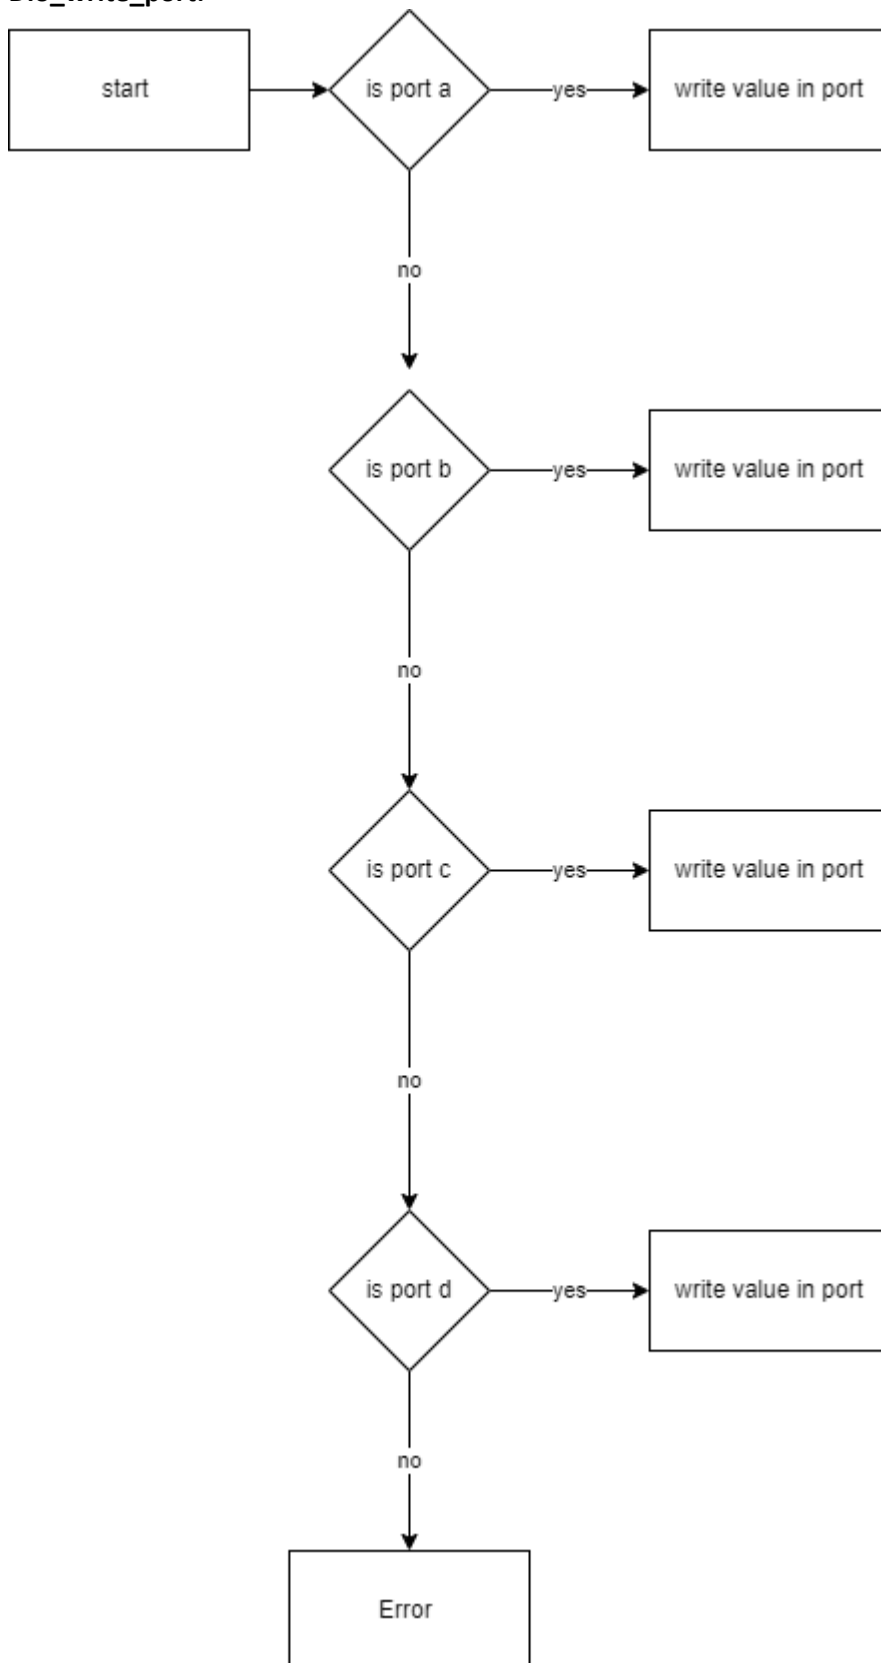 start
is port a
yes
write value in port
no
is port b
yes
write value in port
no
is port c
yes
write value in port
no
is port d
yes
write value in port
no
Error